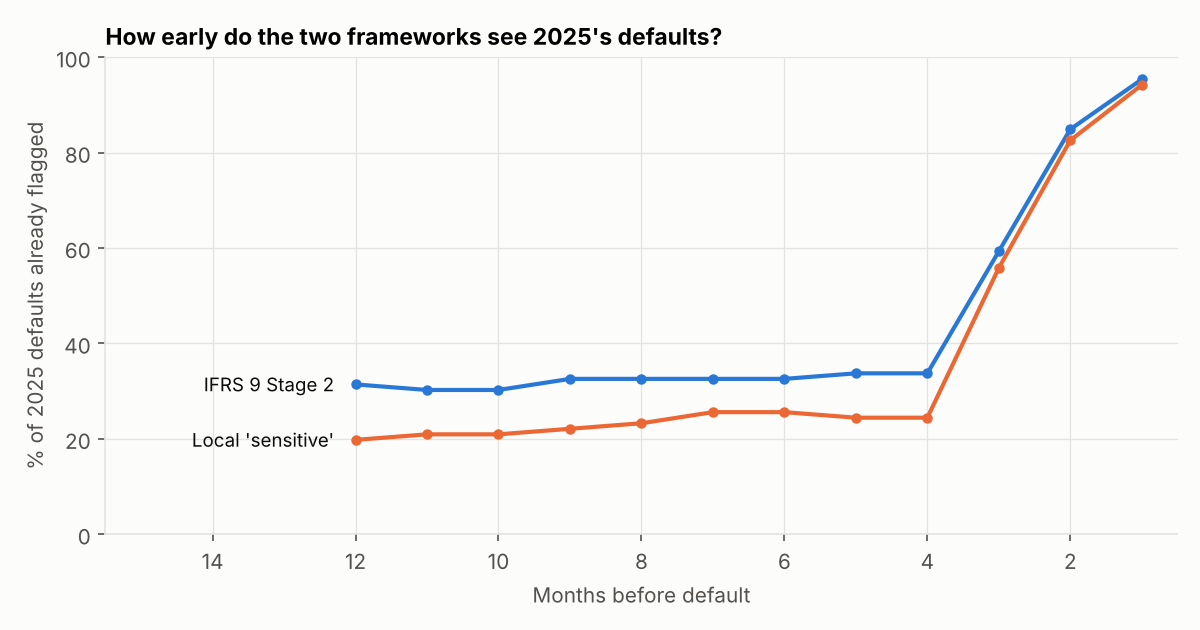 How early do the two frameworks see 2025's defaults?
% of 2025 defaults already flagged
100
80
60
40
20
0
IFRS 9 Stage 2
Local 'sensitive'
14 12 10 8 6 4 2
Months before default